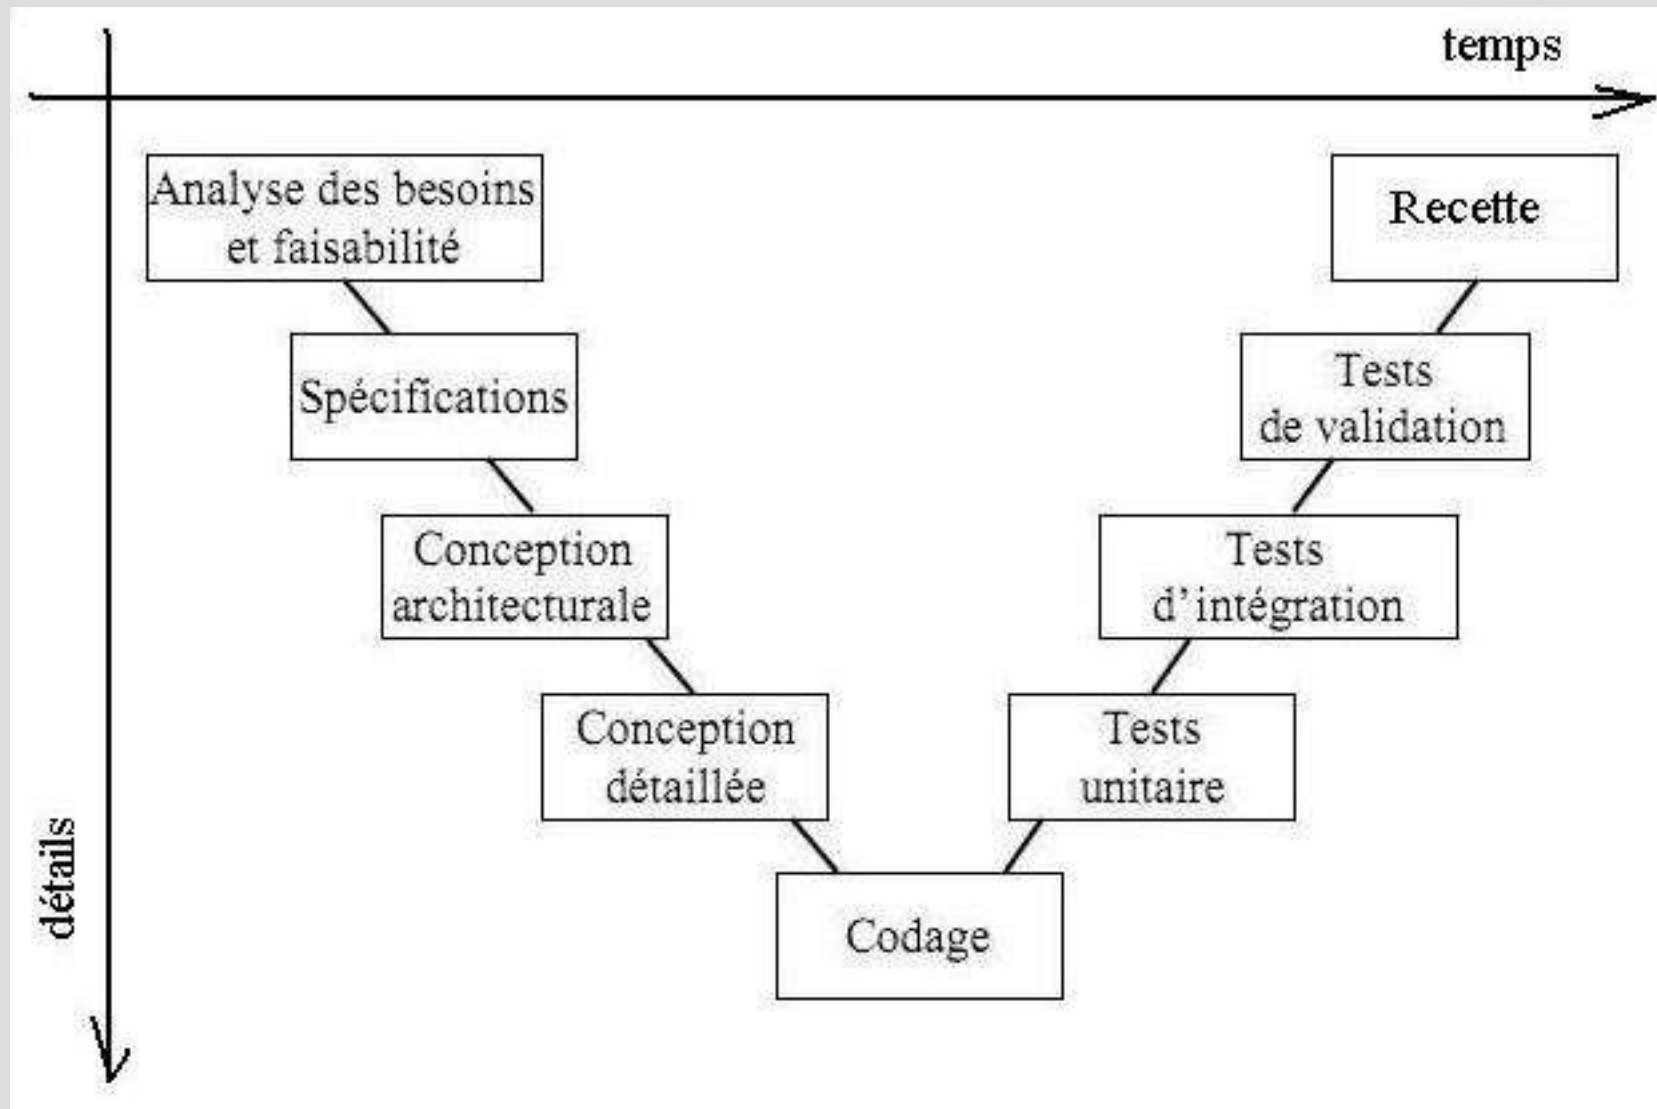 temps
Analyse des besoins
et faisabilité
Recette
Spécifications
Tests
de validation
Conception
architecturale
Tests
d'intégration
Conception
détaillée
Tests
unitaire
détails
Codage